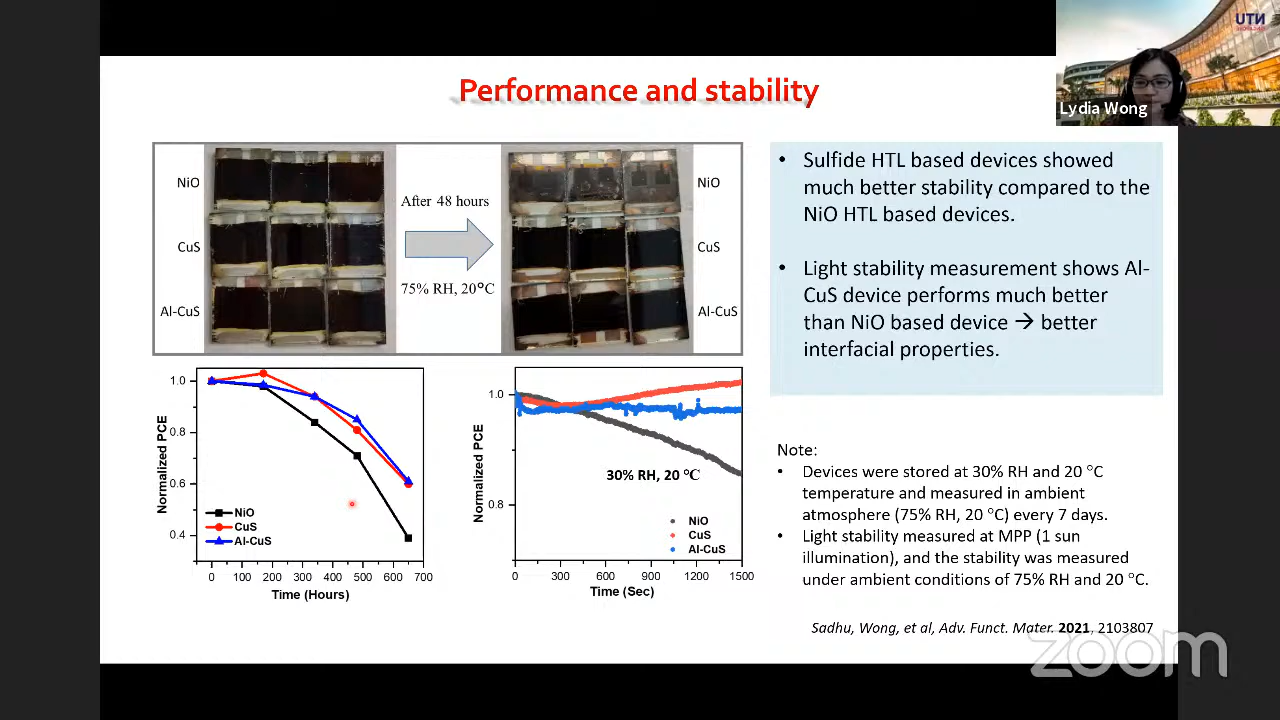 Performance and stability
UTN
Lydia Wong
NiO
CuS
Al-CuS
After 48 hours
75% RH, 20°C
NiO
CuS
Al-CuS
• Sulfide HTL based devices showed
much better stability compared to the
NiO HTL based devices.
• Light stability measurement shows Al-
CuS device performs much better
than NiO based device → better
interfacial properties.
Normalized PCE
1.0
0.8
0.6
0.4
NiO
CuS
Al-CuS
0 100 200 300 400 500 600 700
Time (Hours)
Normalized PCE
1.0
0.8
30% RH, 20 °C
NiO
CuS
Al-CuS
0 300 600 900 1200 1500
Time (Sec)
Note:
• Devices were stored at 30% RH and 20 °C
temperature and measured in ambient
atmosphere (75% RH, 20 °C) every 7 days.
• Light stability measured at MPP (1 sun
illumination), and the stability was measured
under ambient conditions of 75% RH and 20 °C.
Sadhu, Wong, et al, Adv. Funct. Mater. 2021, 2103807
zoom